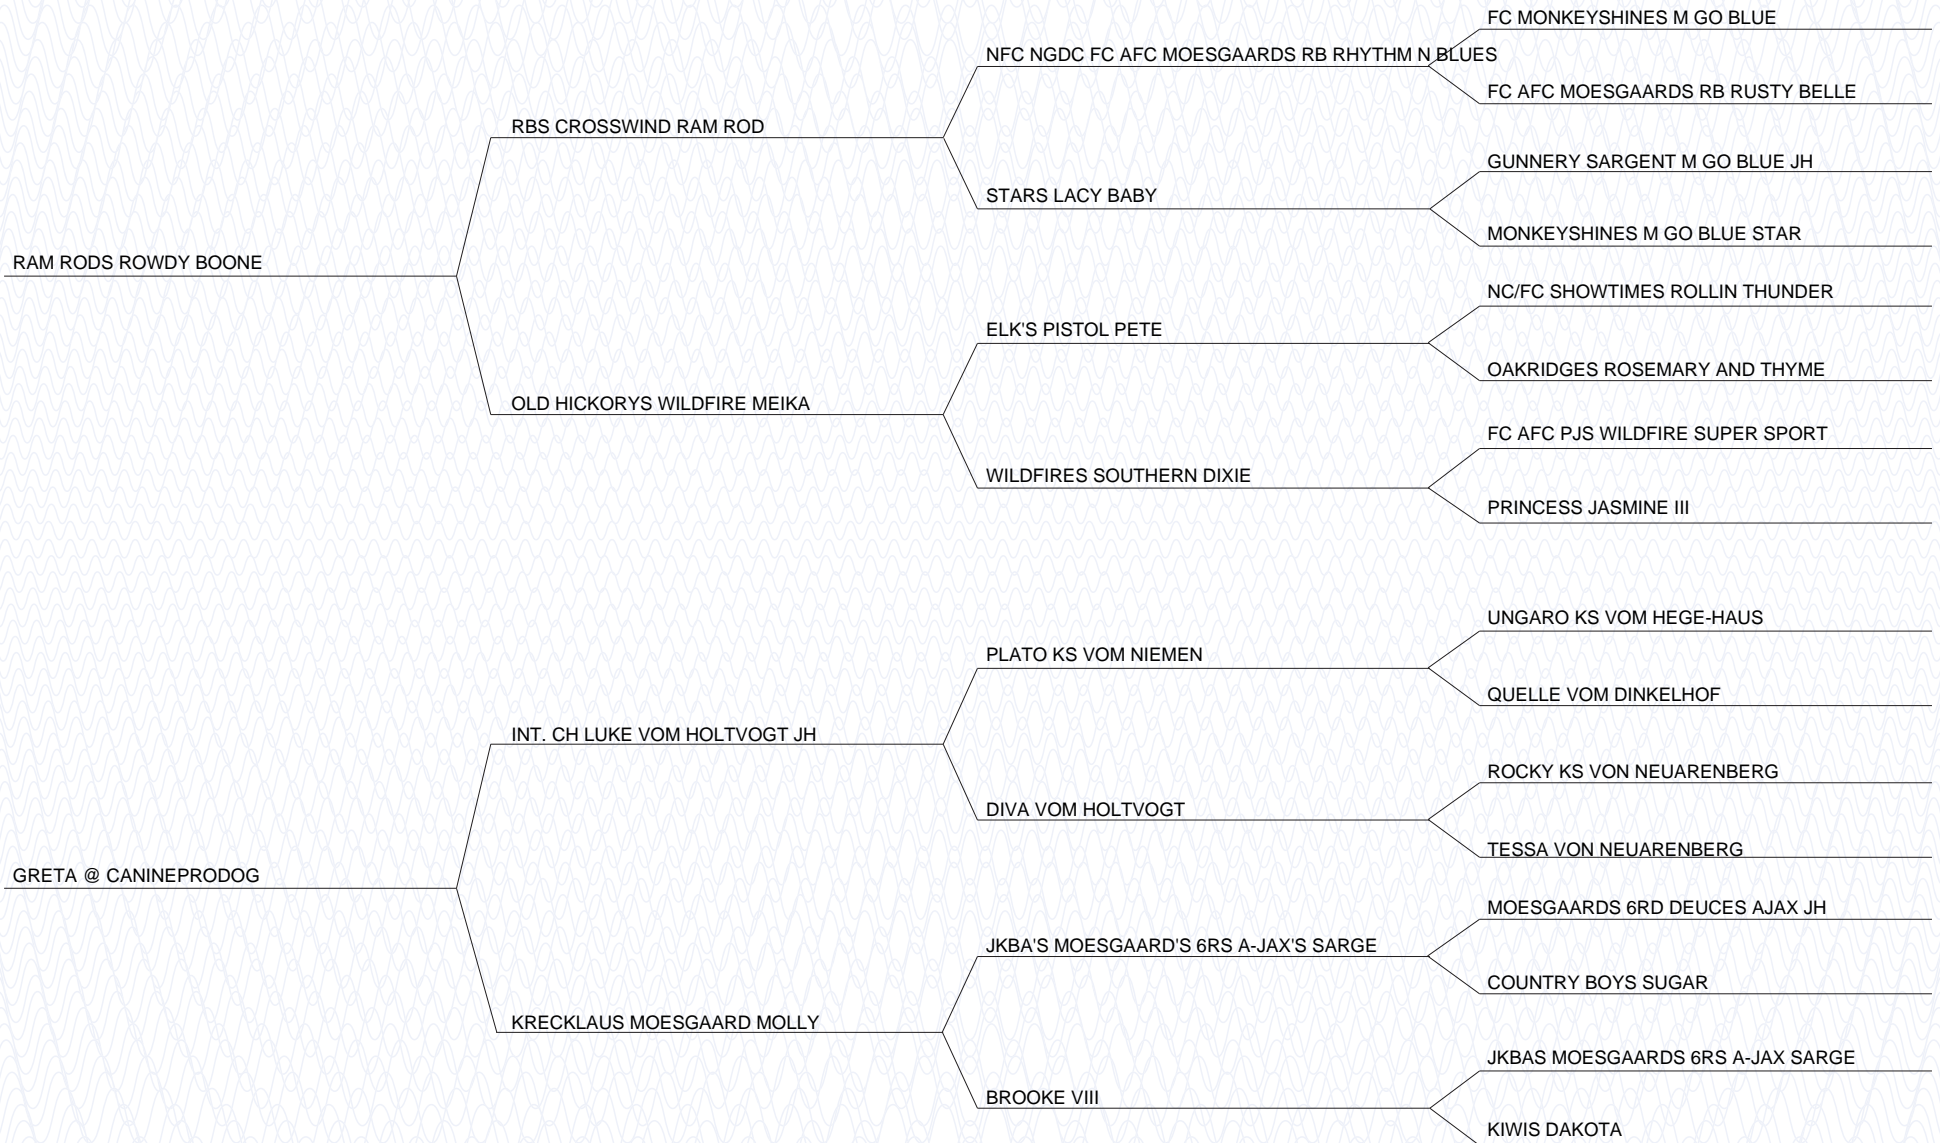 FC MONKEYSHINES M GO BLUE
NFC NGDC FC AFC MOESGAARDS RB RHYTHM N BLUES
FC AFC MOESGAARDS RB RUSTY BELLE
RBS CROSSWIND RAM ROD
GUNNERY SARGENT M GO BLUE JH
STARS LACY BABY
MONKEYSHINES M GO BLUE STAR
RAM RODS ROWDY BOONE
NC/FC SHOWTIMES ROLLIN THUNDER
ELK'S PISTOL PETE
OAKRIDGES ROSEMARY AND THYME
OLD HICKORYS WILDFIRE MEIKA
FC AFC PJS WILDFIRE SUPER SPORT
WILDFIRES SOUTHERN DIXIE
PRINCESS JASMINE III
UNGARO KS VOM HEGE-HAUS
PLATO KS VOM NIEMEN
QUELLE VOM DINKELHOF
INT. CH LUKE VOM HOLTVOGT JH
ROCKY KS VON NEUARENBERG
DIVA VOM HOLTVOGT
TESSA VON NEUARENBERG
GRETA @ CANINEPRODOG
MOESGAARDS 6RD DEUCES AJAX JH
JKBA'S MOESGAARD'S 6RS A-JAX'S SARGE
COUNTRY BOYS SUGAR
KRECKLAUS MOESGAARD MOLLY
JKBAS MOESGAARDS 6RS A-JAX SARGE
BROOKE VIII
KIWIS DAKOTA